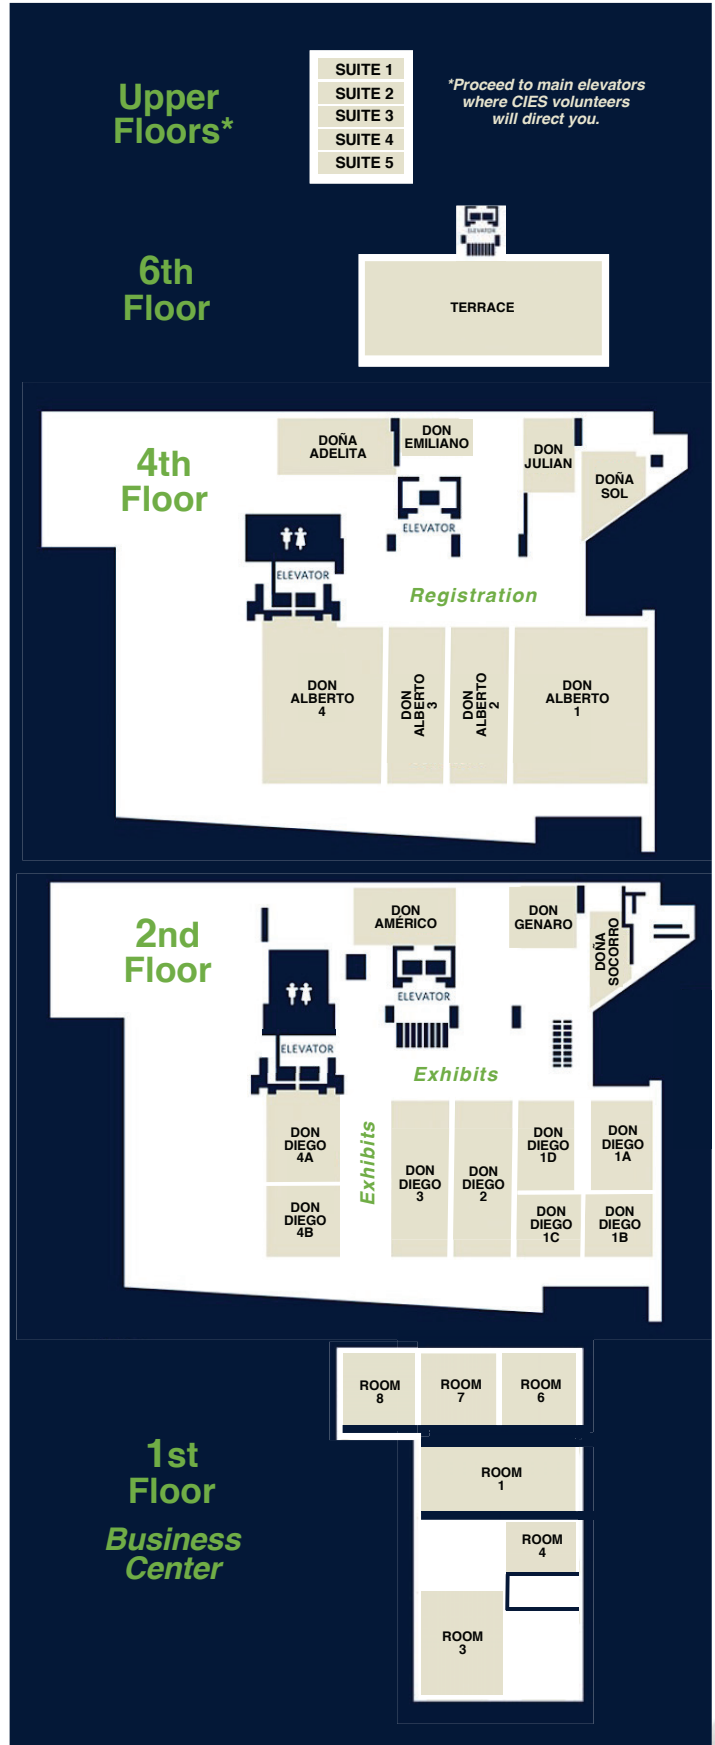 Upper
Floors*
SUITE 1
SUITE 2
SUITE 3
SUITE 4
SUITE 5
*Proceed to main elevators
where CIES volunteers
will direct you.
6th
Floor
ELEVATOR
TERRACE
4th
Floor
DOÑA
ADELITA
DON
EMILIANO
DON
JULIAN
DOÑA
SOL
ELEVATOR
ELEVATOR
Registration
DON
ALBERTO
4
DON
ALBERTO
3
DON
ALBERTO
2
DON
ALBERTO
1
2nd
Floor
DON
AMÉRICO
DON
GENARO
DOÑA
SOCORRO
ELEVATOR
ELEVATOR
Exhibits
Exhibits
DON
DIEGO
4A
DON
DIEGO
4B
DON
DIEGO
3
DON
DIEGO
2
DON
DIEGO
1D
DON
DIEGO
1A
DON
DIEGO
1C
DON
DIEGO
1B
1st
Floor
Business
Center
ROOM
8
ROOM
7
ROOM
6
ROOM
1
ROOM
4
ROOM
3